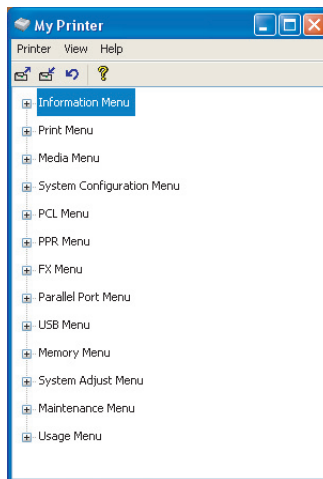 My Printer
Printer View Help
Information Menu
Print Menu
Media Menu
System Configuration Menu
PCL Menu
PPR Menu
FX Menu
Parallel Port Menu
USB Menu
Memory Menu
System Adjust Menu
Maintenance Menu
Usage Menu